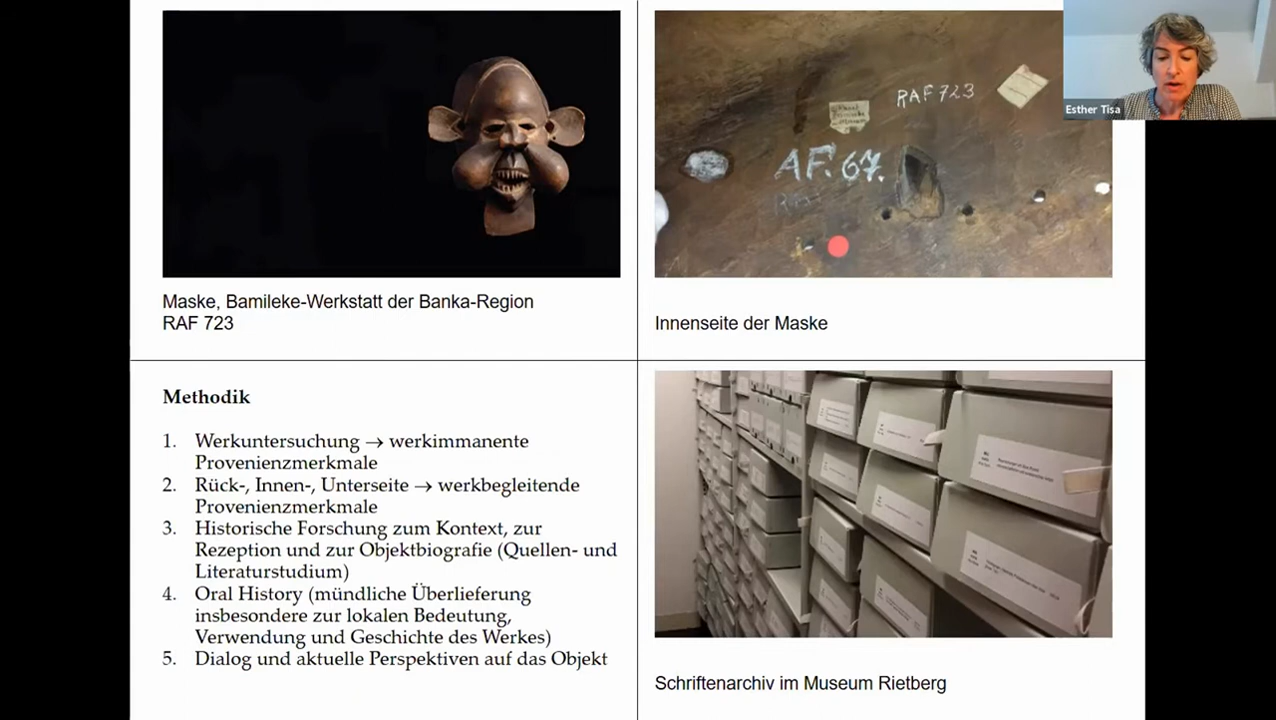 RAF 723
AF. 67.
Esther Tisa
Maske, Bamileke-Werkstatt der Banka-Region
RAF 723
Innenseite der Maske
Methodik
1. Werkuntersuchung → werkimmanente
Provenienzmerkmale
2. Rück-, Innen-, Unterseite → werkbegleitende
Provenienzmerkmale
3. Historische Forschung zum Kontext, zur
Rezeption und zur Objektbiografie (Quellen- und
Literaturstudium)
4. Oral History (mündliche Überlieferung
insbesondere zur lokalen Bedeutung,
Verwendung und Geschichte des Werkes)
5. Dialog und aktuelle Perspektiven auf das Objekt
Schriftenarchiv im Museum Rietberg